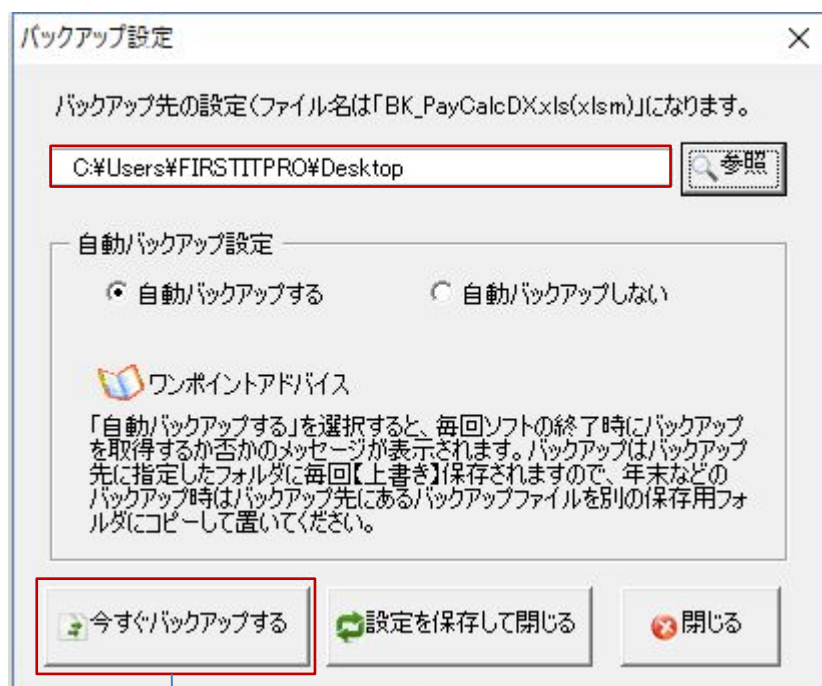 バックアップ設定
バックアップ先の設定(ファイル名は「BK_PayCalcDX.xls(xlsm)」になります。
C:¥Users¥FIRSTITPRO¥Desktop
参照
自動バックアップ設定
自動バックアップする
自動バックアップしない
ワンポイントアドバイス
「自動バックアップする」を選択すると、毎回ソフトの終了時にバックアップ
を取得するか否かのメッセージが表示されます。バックアップはバックアップ
先に指定したフォルダに毎回【上書き】保存されますので、年末などの
バックアップ時はバックアップ先にあるバックアップファイルを別の保存用フォ
ルダにコピーして置いてください。
今すぐバックアップする
設定を保存して閉じる
閉じる